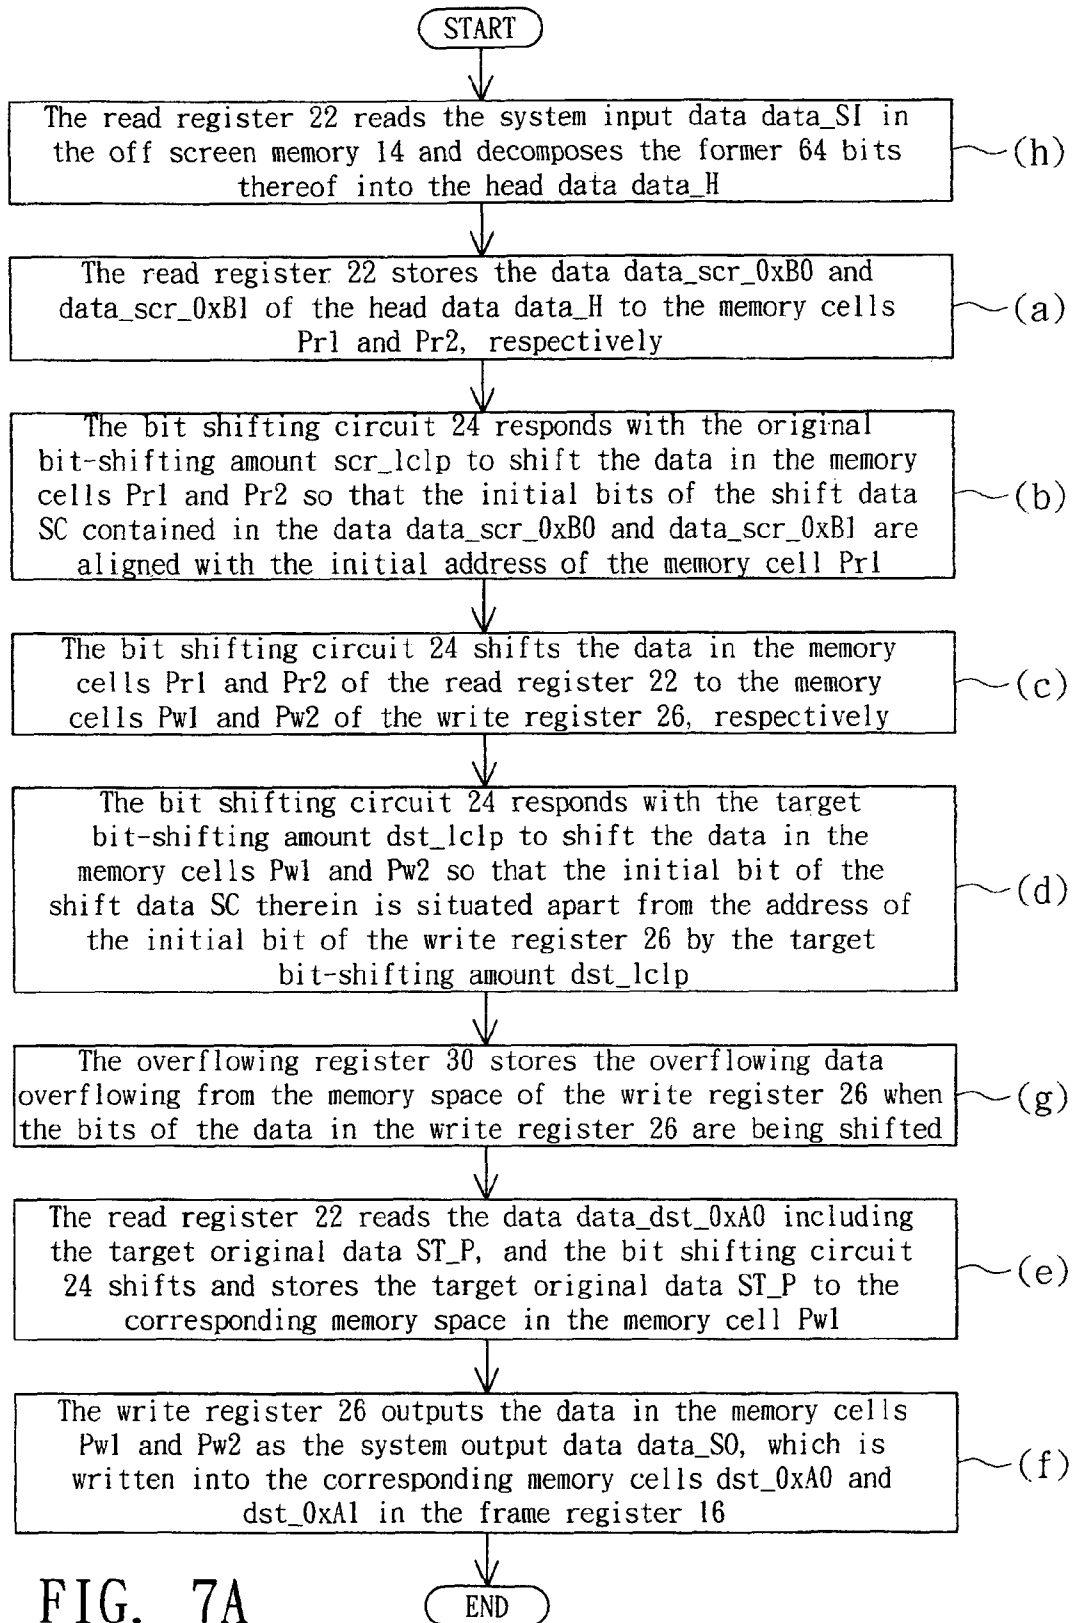 START
The read register 22 reads the system input data data_SI in
the off screen memory 14 and decomposes the former 64 bits
thereof into the head data data_H
(h)
The read register 22 stores the data data_scr_0xB0 and
data_scr_0xB1 of the head data data_H to the memory cells
Pr1 and Pr2, respectively
(a)
The bit shifting circuit 24 responds with the original
bit-shifting amount scr_lclp to shift the data in the memory
cells Pr1 and Pr2 so that the initial bits of the shift data
SC contained in the data data_scr_0xB0 and data_scr_0xB1 are
aligned with the initial address of the memory cell Pr1
(b)
The bit shifting circuit 24 shifts the data in the memory
cells Pr1 and Pr2 of the read register 22 to the memory
cells Pw1 and Pw2 of the write register 26, respectively
(c)
The bit shifting circuit 24 responds with the target
bit-shifting amount dst_lclp to shift the data in the
memory cells Pw1 and Pw2 so that the initial bit of the
shift data SC therein is situated apart from the address of
the initial bit of the write register 26 by the target
bit-shifting amount dst_lclp
(d)
The overflowing register 30 stores the overflowing data
overflowing from the memory space of the write register 26 when
the bits of the data in the write register 26 are being shifted
(g)
The read register 22 reads the data data_dst_0xA0 including
the target original data ST_P, and the bit shifting circuit
24 shifts and stores the target original data ST_P to the
corresponding memory space in the memory cell Pw1
(e)
The write register 26 outputs the data in the memory cells
Pw1 and Pw2 as the system output data data_SO, which is
written into the corresponding memory cells dst_0xA0 and
dst_0xA1 in the frame register 16
(f)
END
FIG. 7A